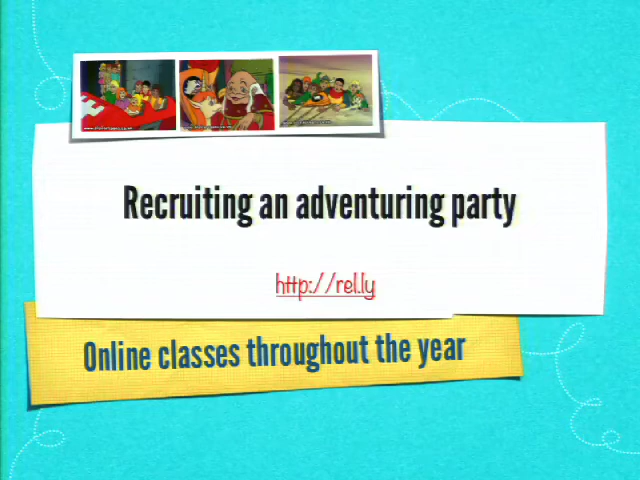 Recruiting an adventuring party
http://rel.ly
Online classes throughout the year